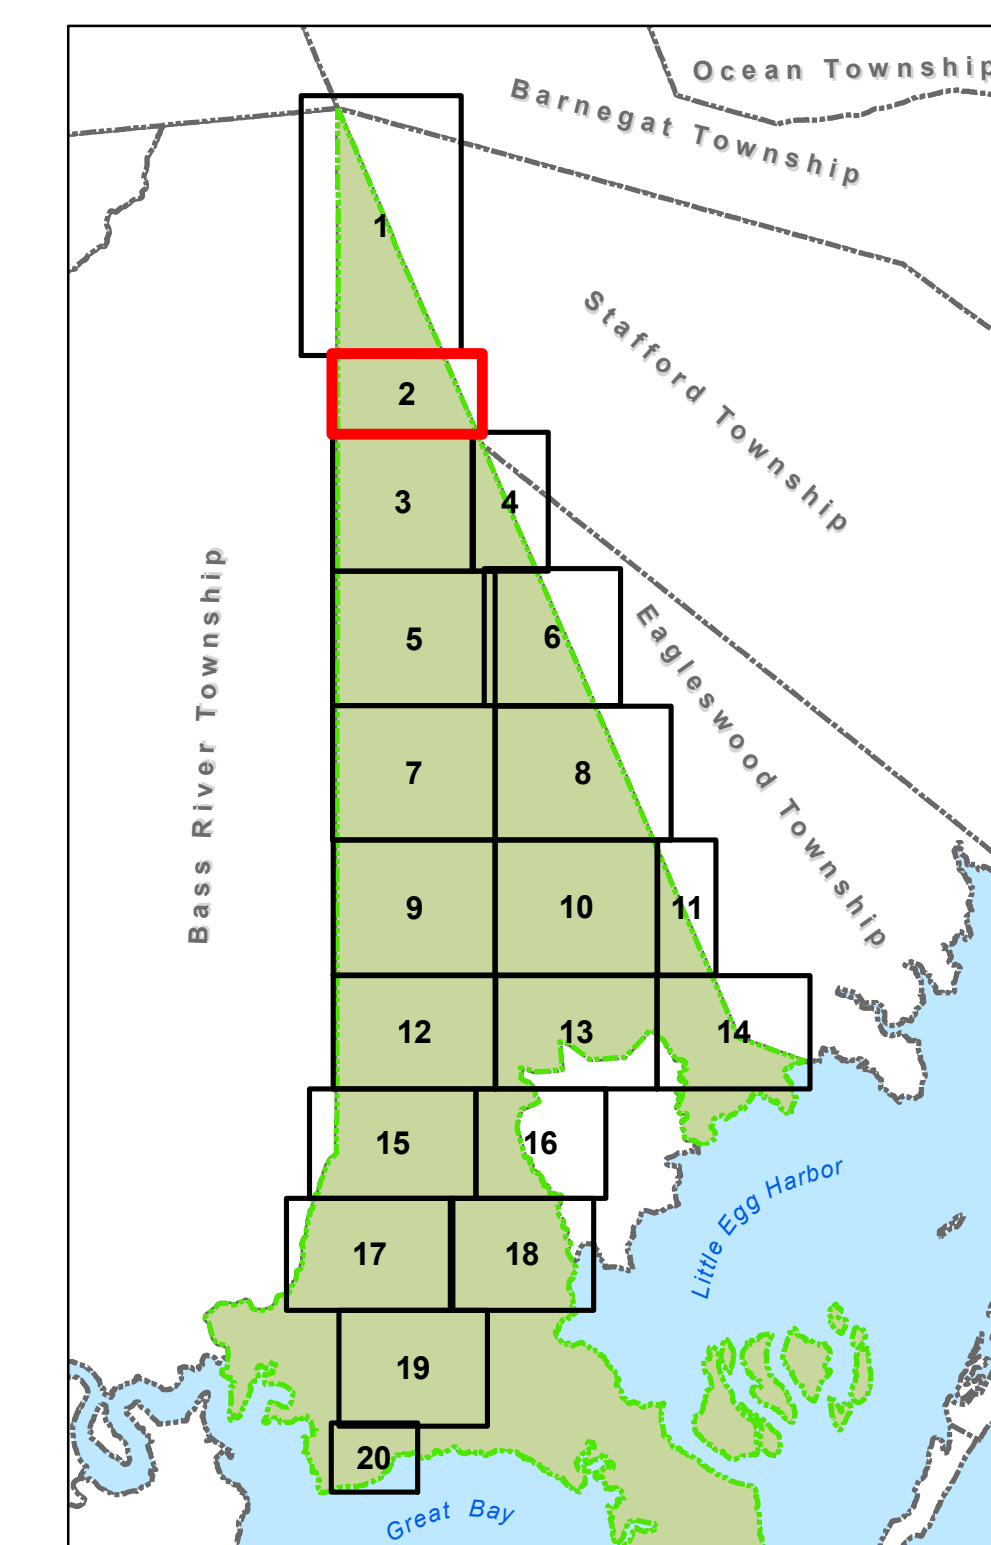 Ocean Township
Barnegat Township
1
Stafford Township
2
3
4
Bass River Township
5
6
Eagleswood Township
7
8
9
10
11
12
13
14
15
16
Little Egg Harbor
17
18
19
20
Great Bay